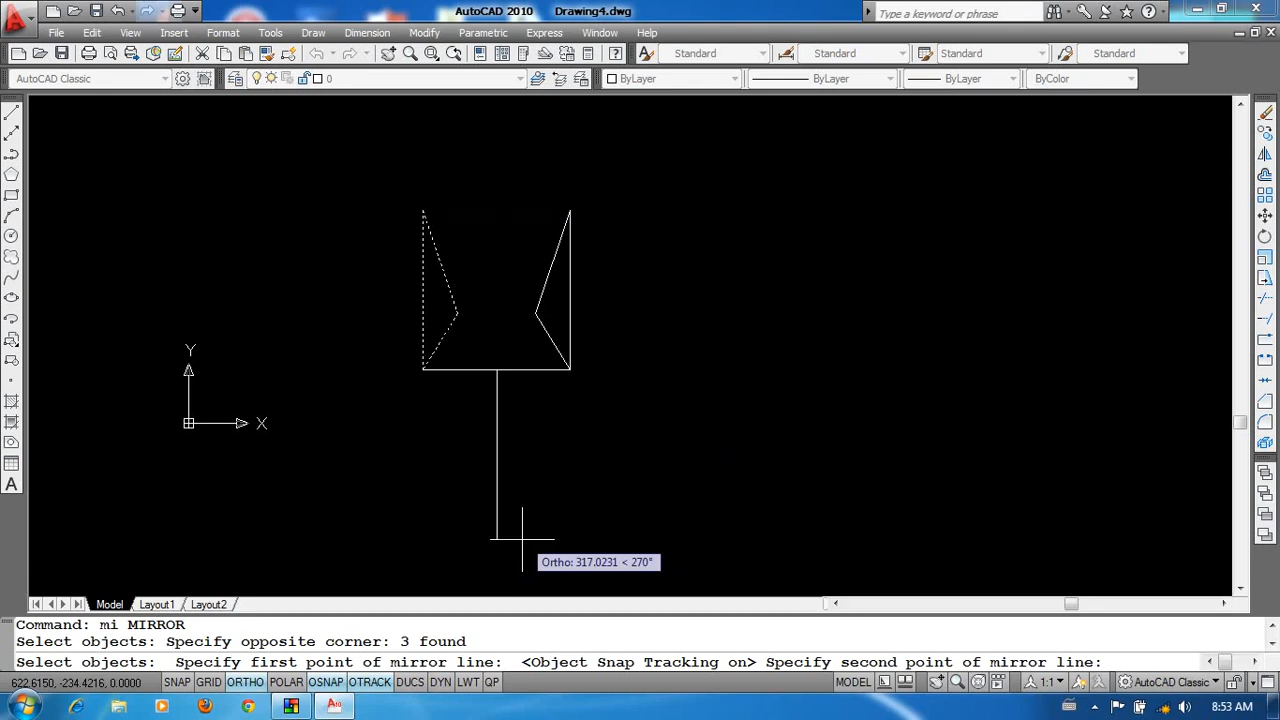 AutoCAD 2010 Drawing4.dwg
Type a keyword or phrase
File Edit View Insert Format Tools Draw Dimension Modify Parametric Express Window Help
Standard Standard Standard Standard
AutoCAD Classic 0 ByLayer ByLayer ByLayer ByColor
Y
X
Ortho: 317.0231 < 270°
A
Model Layout1 Layout2
Command: mi MIRROR
Select objects: Specify opposite corner: 3 found
Select objects:  Specify first point of mirror line:  <Object Snap Tracking on> Specify second point of mirror line:
622.6150, -234.4216, 0.0000 SNAP GRID ORTHO POLAR OSNAP OTRACK DUCS DYN LWT QP MODEL 1:1 AutoCAD Classic
8:53 AM